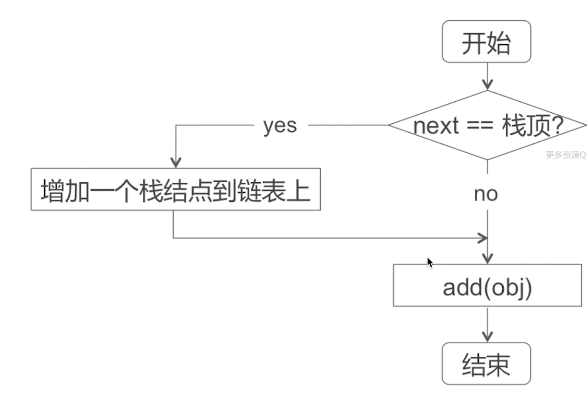 开始
next == 栈顶?
更多资源Q
yes
增加一个栈结点到链表上
no
add(obj)
结束